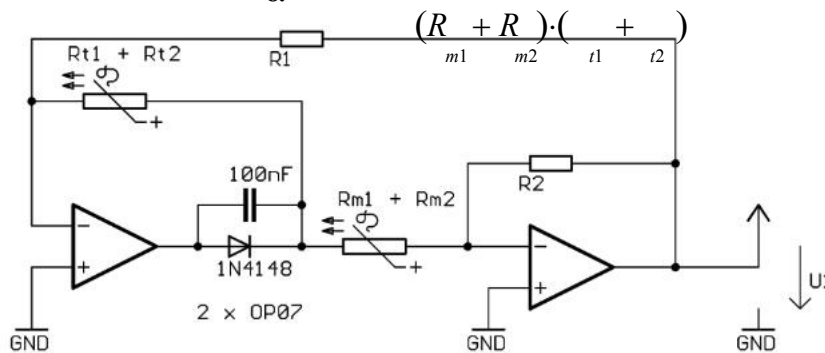 (R m1 + R m2)·( t1 + t2)
Rt1 + Rt2
R1
-+
100nF
Rm1 + Rm2
R2
-
+
1N4148
-+
-
+
2 x OP07
GND
GND
GND